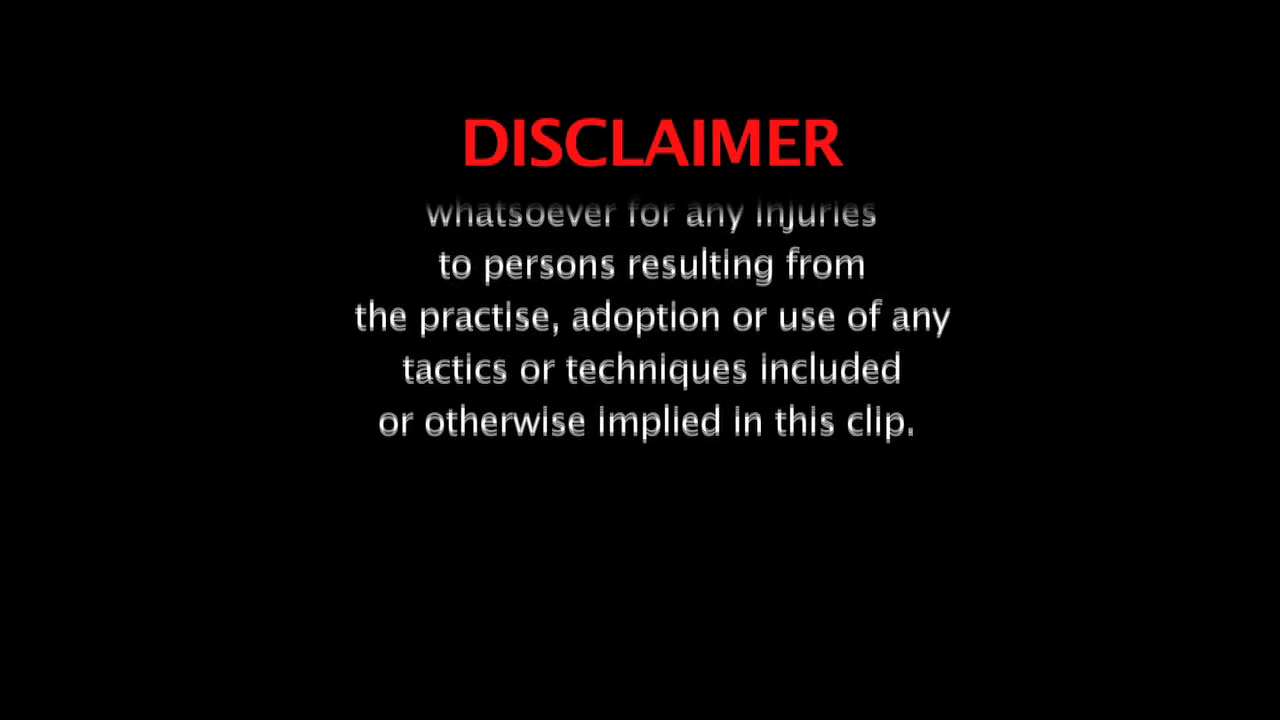 DISCLAIMER
whatsoever for any injuries
to persons resulting from
the practise, adoption or use of any
tactics or techniques included
or otherwise implied in this clip.